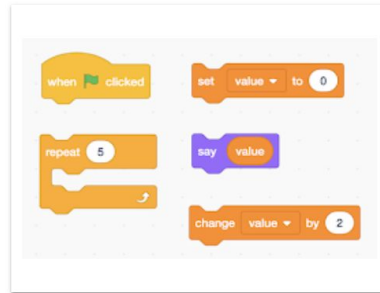 when clicked
set value to 0
repeat 5
say value
change value by 2